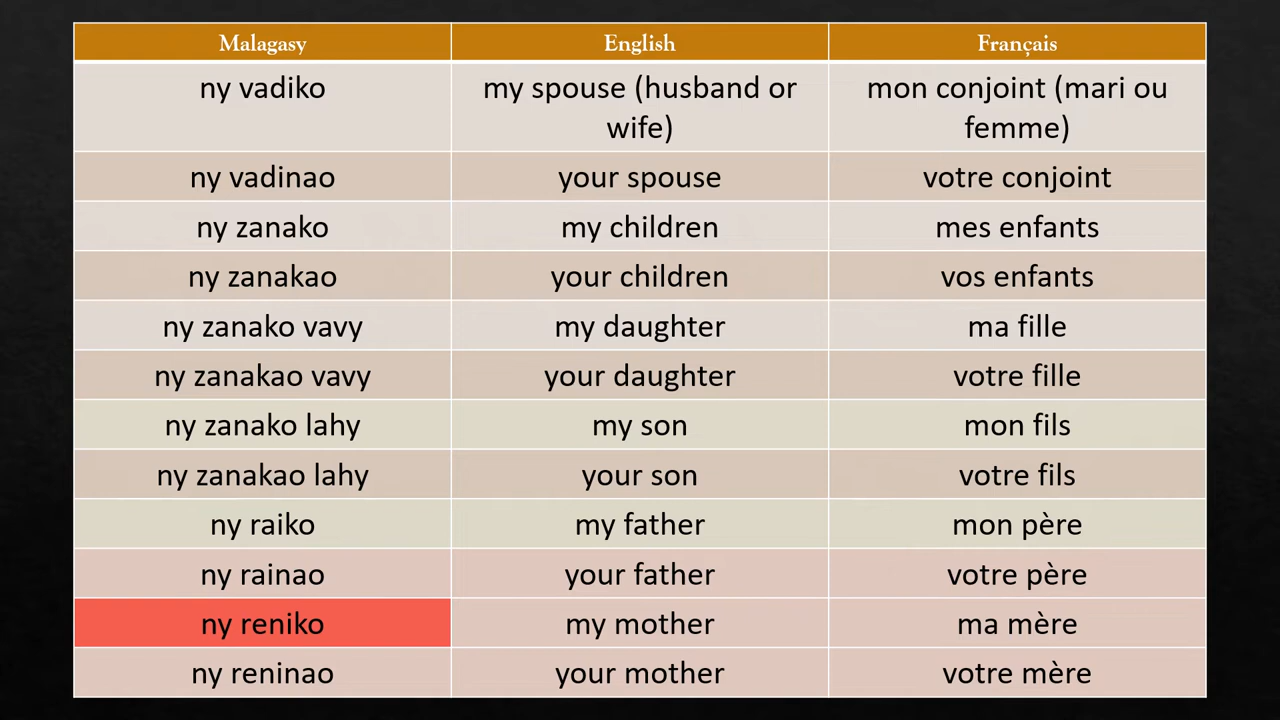 Malagasy English Français
ny vadiko my spouse (husband or wife) mon conjoint (mari ou femme)
ny vadinao your spouse votre conjoint
ny zanako my children mes enfants
ny zanakao your children vos enfants
ny zanako vavy my daughter ma fille
ny zanakao vavy your daughter votre fille
ny zanako lahy my son mon fils
ny zanakao lahy your son votre fils
ny raiko my father mon père
ny rainao your father votre père
ny reniko my mother ma mère
ny reninao your mother votre mère